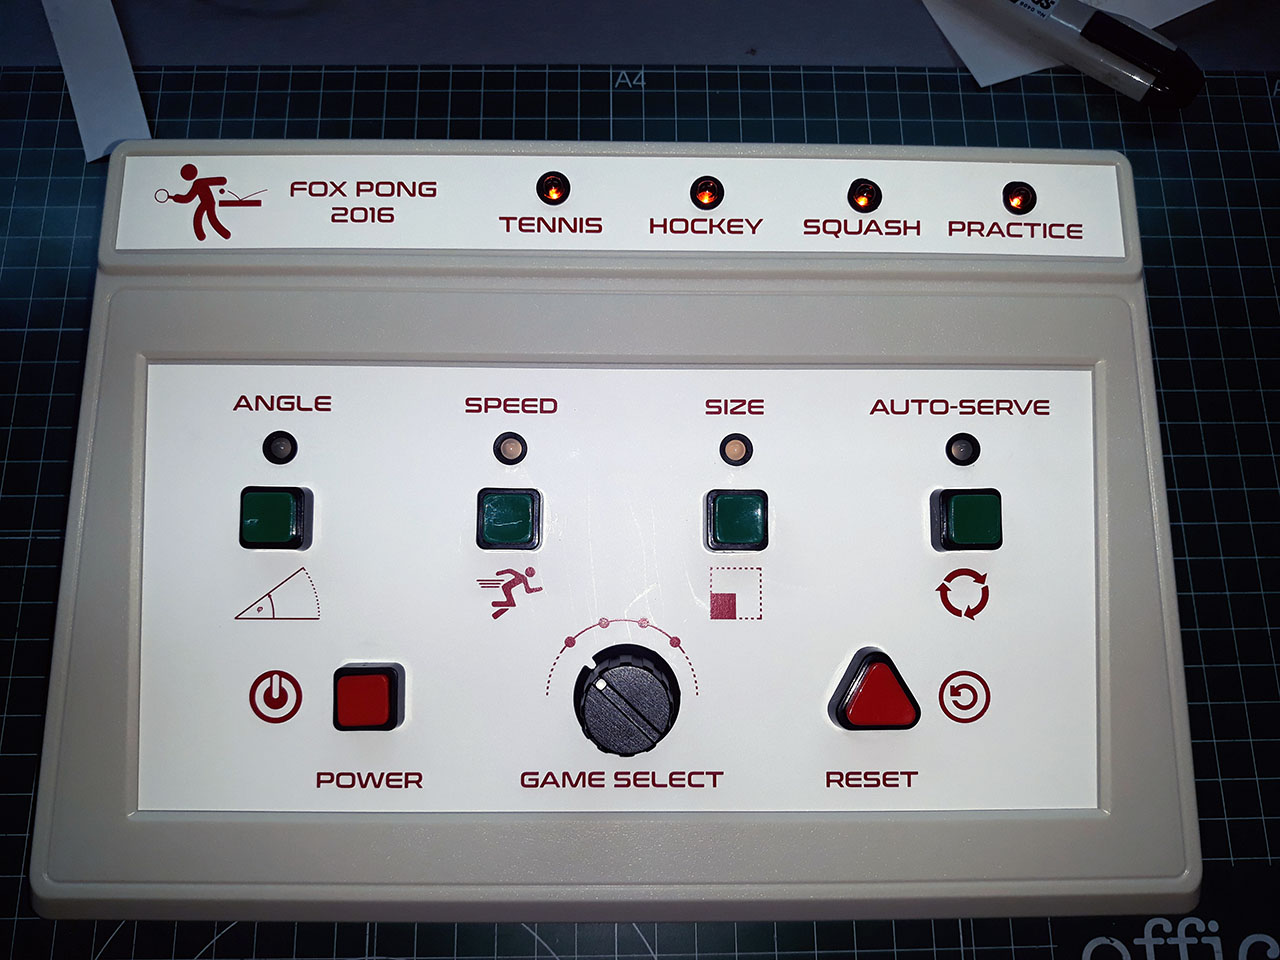 A4
FOX PONG
2016
TENNIS
HOCKEY
SQUASH
PRACTICE
ANGLE
SPEED
SIZE
AUTO-SERVE
POWER
GAME SELECT
RESET